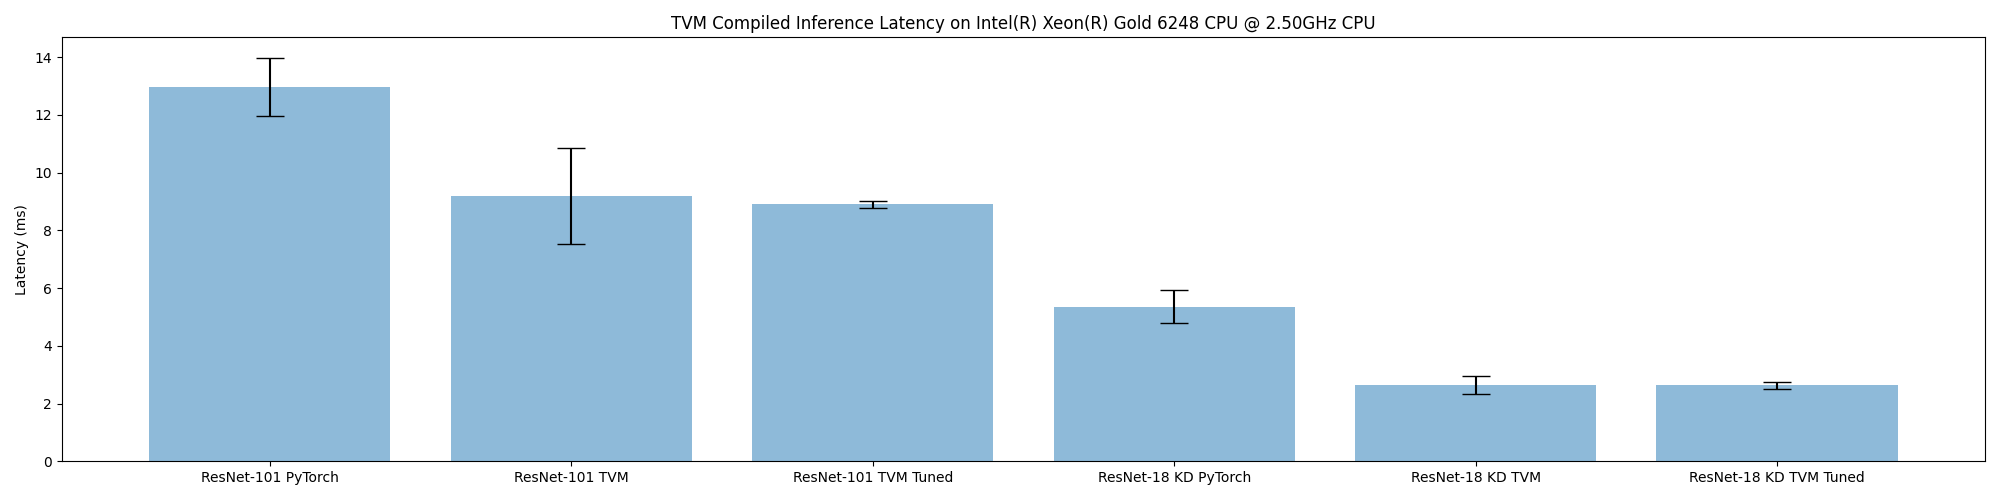 TVM Compiled Inference Latency on Intel(R) Xeon(R) Gold 6248 CPU @ 2.50GHz CPU
Latency (ms)
14
12
10
8
6
4
2
0
ResNet-101 PyTorch
ResNet-101 TVM
ResNet-101 TVM Tuned
ResNet-18 KD PyTorch
ResNet-18 KD TVM
ResNet-18 KD TVM Tuned